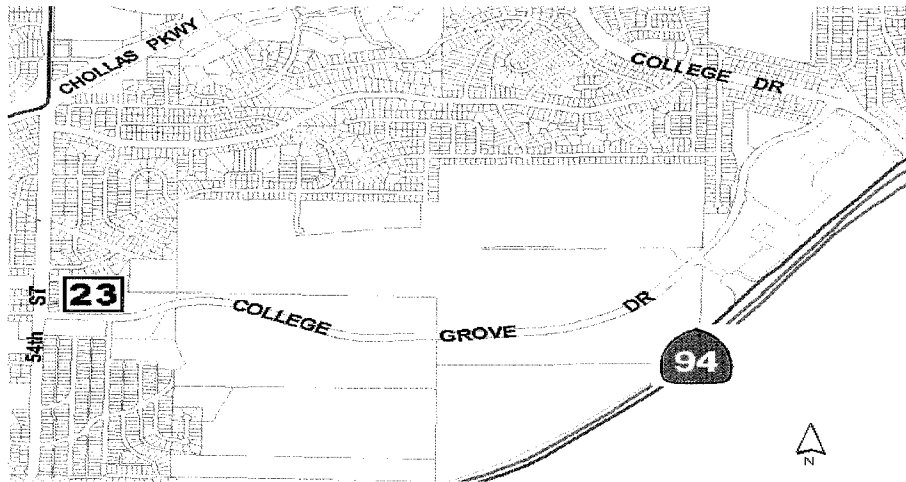 CHOLLAS PKWY
COLLEGE DR
23
54th ST
COLLEGE GROVE DR
94
N